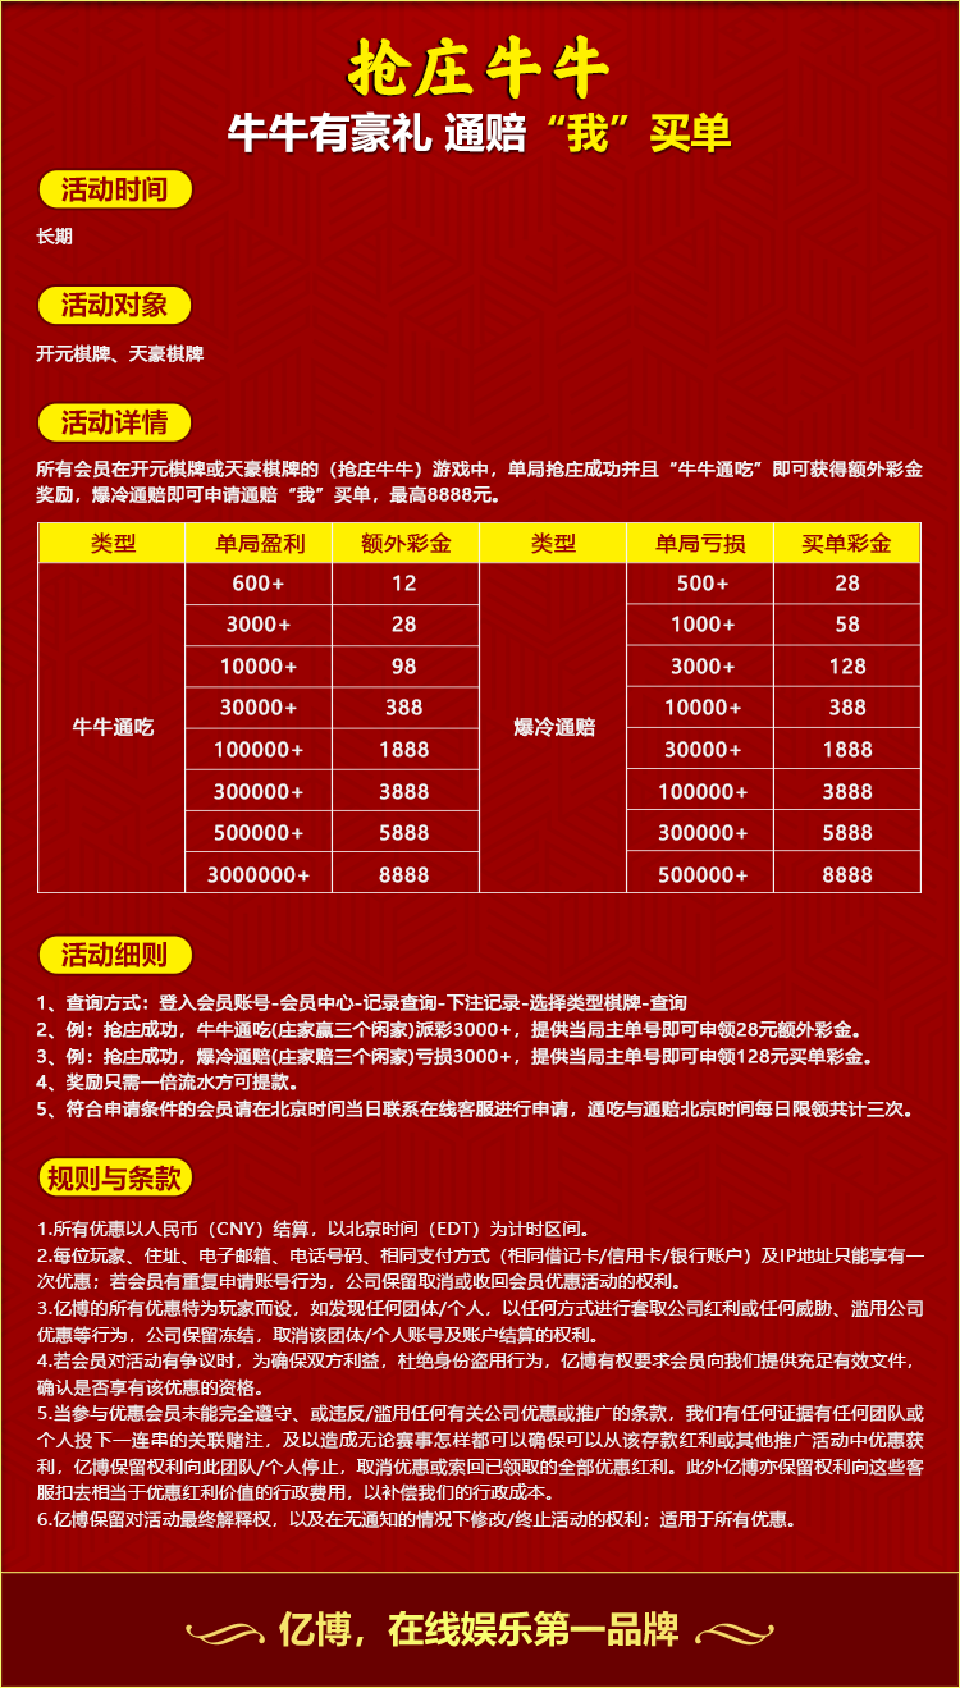 抢庄牛牛
牛牛有豪礼 通赔“我”买单
活动时间
长期
活动对象
开元棋牌、天豪棋牌
活动详情
所有会员在开元棋牌或天豪棋牌的（抢庄牛牛）游戏中，单局抢庄成功并且“牛牛通吃”即可获得额外彩金
奖励，爆冷通赔即可申请通赔“我”买单，最高8888元。
类型 单局盈利 额外彩金 类型 单局亏损 买单彩金
600+ 12 500+ 28
3000+ 28 1000+ 58
10000+ 98 3000+ 128
30000+ 388 10000+ 388
牛牛通吃 爆冷通赔
100000+ 1888 30000+ 1888
300000+ 3888 100000+ 3888
500000+ 5888 300000+ 5888
3000000+ 8888 500000+ 8888
活动细则
1、查询方式：登入会员账号-会员中心-记录查询-下注记录-选择类型棋牌-查询
2、例：抢庄成功，牛牛通吃(庄家赢三个闲家)派彩3000+，提供当局主单号即可申领28元额外彩金。
3、例：抢庄成功，爆冷通赔(庄家赔三个闲家)亏损3000+，提供当局主单号即可申领128元买单彩金。
4、奖励只需一倍流水方可提款。
5、符合申请条件的会员请在北京时间当日联系在线客服进行申请，通吃与通赔北京时间每日限领共计三次。
规则与条款
1.所有优惠以人民币（CNY）结算，以北京时间（EDT）为计时区间。
2.每位玩家、住址、电子邮箱、电话号码、相同支付方式（相同借记卡/信用卡/银行账户）及IP地址只能享有一
次优惠；若会员有重复申请账号行为，公司保留取消或收回会员优惠活动的权利。
3.亿博的所有优惠特为玩家而设，如发现任何团体/个人，以任何方式进行套取公司红利或任何威胁、滥用公司
优惠等行为，公司保留冻结，取消该团体/个人账号及账户结算的权利。
4.若会员对活动有争议时，为确保双方利益，杜绝身份盗用行为，亿博有权要求会员向我们提供充足有效文件，
确认是否享有该优惠的资格。
5.当参与优惠会员未能完全遵守、或违反/滥用任何有关公司优惠或推广的条款，我们有任何证据有任何团队或
个人投下一连串的关联赌注，及以造成无论赛事怎样都可以确保可以从该存款红利或其他推广活动中优惠获
利，亿博保留权利向此团队/个人停止，取消优惠或索回已领取的全部优惠红利。此外亿博亦保留权利向这些客
服扣去相当于优惠红利价值的行政费用，以补偿我们的行政成本。
6.亿博保留对活动最终解释权，以及在无通知的情况下修改/终止活动的权利；适用于所有优惠。
亿博，在线娱乐第一品牌